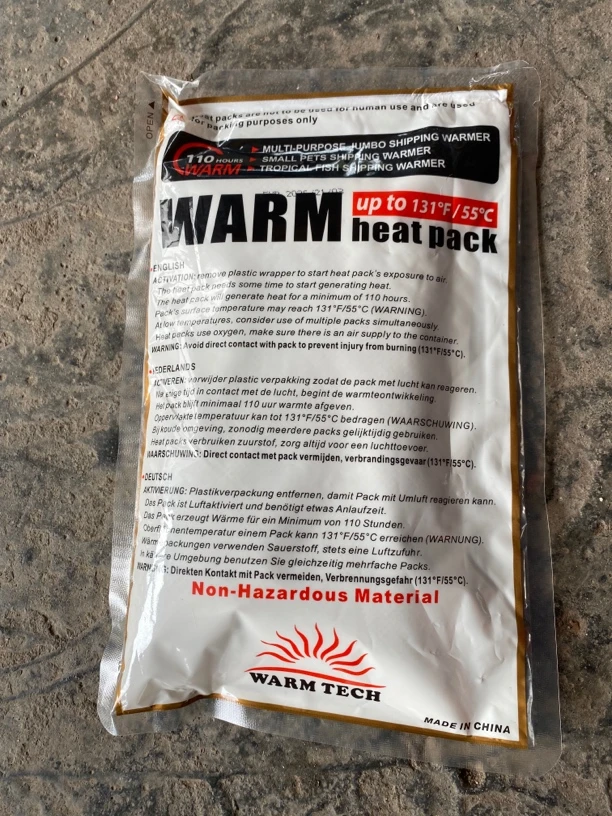 OPEN ▲
packs are not to be used for human use and are used
for packing purposes only
110 HOURS
WARM
MULTI-PURPOSE JUMBO SHIPPING WARMER
SMALL PETS SHIPPING WARMER
TROPICAL FISH SHIPPING WARMER
WARM
up to 131°F/55°C
heat pack
•ENGLISH
ACTIVATION: remove plastic wrapper to start heat pack's exposure to air.
The heat pack needs some time to start generating heat.
The heat pack will generate heat for a minimum of 110 hours.
Pack's surface temperature may reach 131°F/55°C (WARNING).
At low temperatures, consider use of multiple packs simultaneously.
Heat packs use oxygen, make sure there is an air supply to the container.
WARNING: Avoid direct contact with pack to prevent injury from burning (131°F/55°C).
•NEDERLANDS
ACTIVEREN: verwijder plastic verpakking zodat de pack met lucht kan reageren.
Na enige tijd in contact met de lucht, begint de warmteontwikkeling.
Het pack blijft minimaal 110 uur warmte afgeven.
Oppervlakte temperatuur kan tot 131°F/55°C bedragen (WAARSCHUWING).
Bij koude omgeving, zonodig meerdere packs gelijktijdig gebruiken.
Heat packs verbruiken zuurstof, zorg altijd voor een luchttoevoer.
WAARSCHUWING: Direct contact met pack vermijden, verbrandingsgevaar (131°F/55°C).
•DEUTSCH
AKTIVIERUNG: Plastikverpackung entfernen, damit Pack mit Umluft reagieren kann.
Das Pack ist Luftaktiviert und benötigt etwas Anlaufzeit.
Das Pack erzeugt Wärme für ein Minimum von 110 Stunden.
Oberflächentemperatur einem Pack kann 131°F/55°C erreichen (WARNUNG).
Wärmepackungen verwenden Sauerstoff, stets eine Luftzufuhr.
In kältere Umgebung benutzen Sie gleichzeitig mehrfache Packs.
WARNUNG: Direkten Kontakt mit Pack vermeiden, Verbrennungsgefahr (131°F/55°C).
Non-Hazardous Material
WARM TECH
MADE IN CHINA